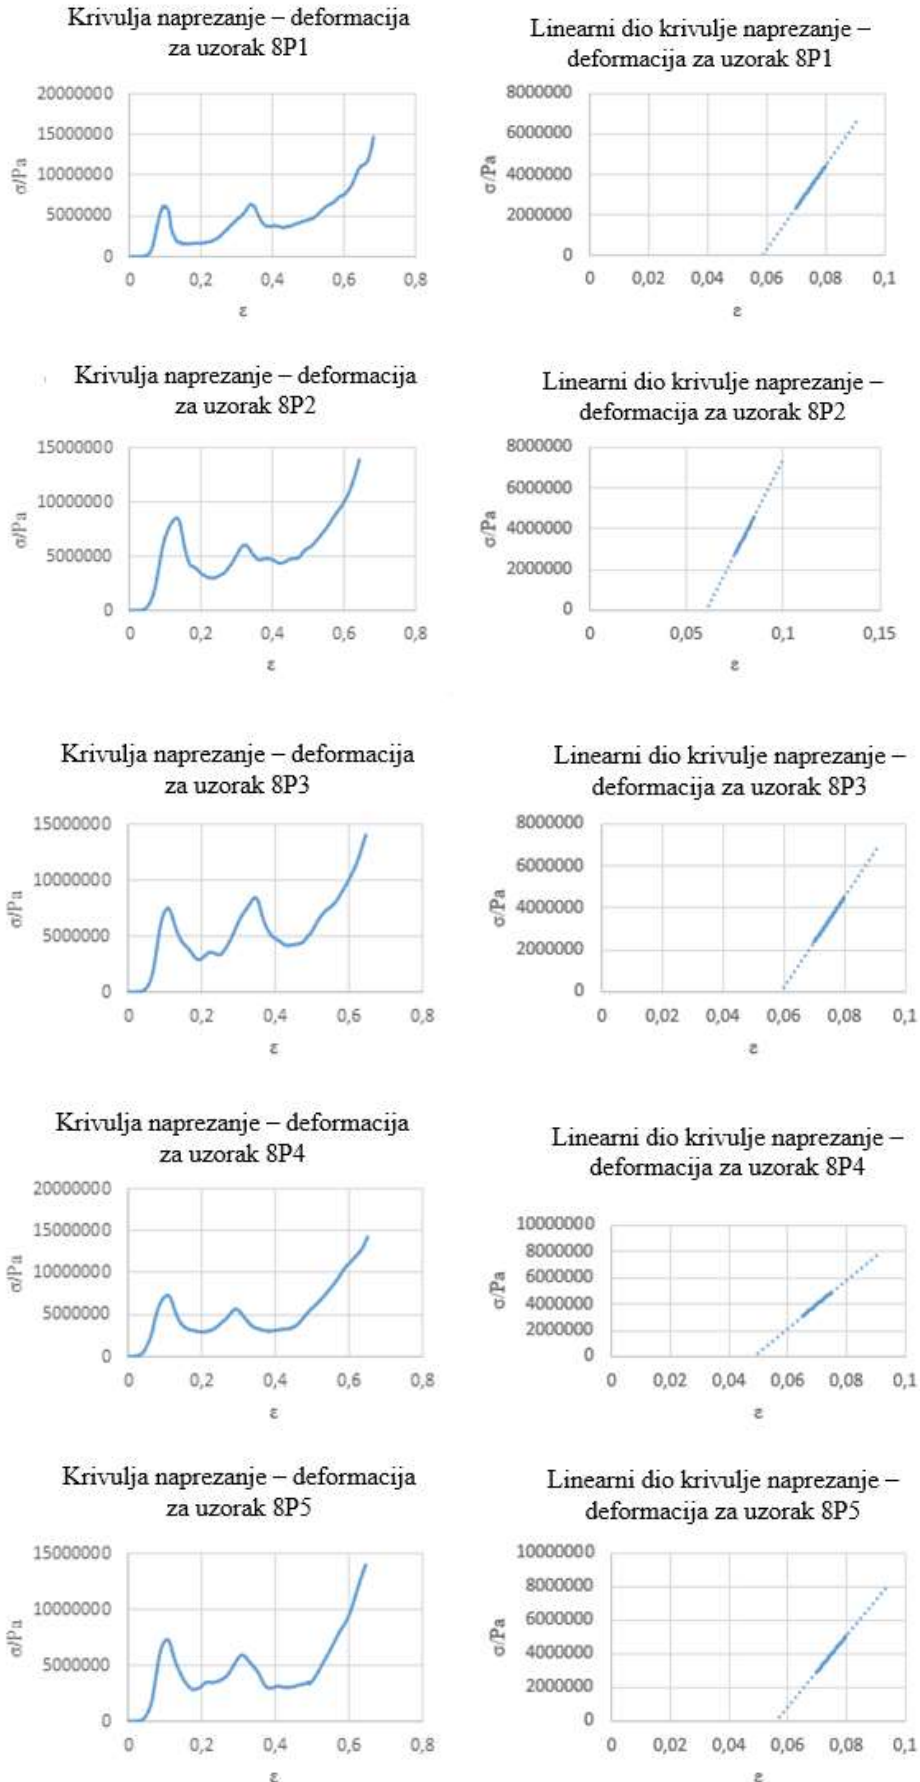 Krivulja naprezanje – deformacija
za uzorak 8P1
20000000
15000000
10000000
5000000
0
σ/Pa
0 0,2 0,4 0,6 0,8
ε
Linearni dio krivulje naprezanje –
deformacija za uzorak 8P1
8000000
6000000
4000000
2000000
0
σ/Pa
0 0,02 0,04 0,06 0,08 0,1
ε
Krivulja naprezanje – deformacija
za uzorak 8P2
15000000
10000000
5000000
0
σ/Pa
0 0,2 0,4 0,6 0,8
ε
Linearni dio krivulje naprezanje –
deformacija za uzorak 8P2
8000000
6000000
4000000
2000000
0
σ/Pa
0 0,05 0,1 0,15
ε
Krivulja naprezanje – deformacija
za uzorak 8P3
15000000
10000000
5000000
0
σ/Pa
0 0,2 0,4 0,6 0,8
ε
Linearni dio krivulje naprezanje –
deformacija za uzorak 8P3
8000000
6000000
4000000
2000000
0
σ/Pa
0 0,02 0,04 0,06 0,08 0,1
ε
Krivulja naprezanje – deformacija
za uzorak 8P4
20000000
15000000
10000000
5000000
0
σ/Pa
0 0,2 0,4 0,6 0,8
ε
Linearni dio krivulje naprezanje –
deformacija za uzorak 8P4
10000000
8000000
6000000
4000000
2000000
0
σ/Pa
0 0,02 0,04 0,06 0,08 0,1
ε
Krivulja naprezanje – deformacija
za uzorak 8P5
15000000
10000000
5000000
0
σ/Pa
0 0,2 0,4 0,6 0,8
ε
Linearni dio krivulje naprezanje –
deformacija za uzorak 8P5
10000000
8000000
6000000
4000000
2000000
0
σ/Pa
0 0,02 0,04 0,06 0,08 0,1
ε